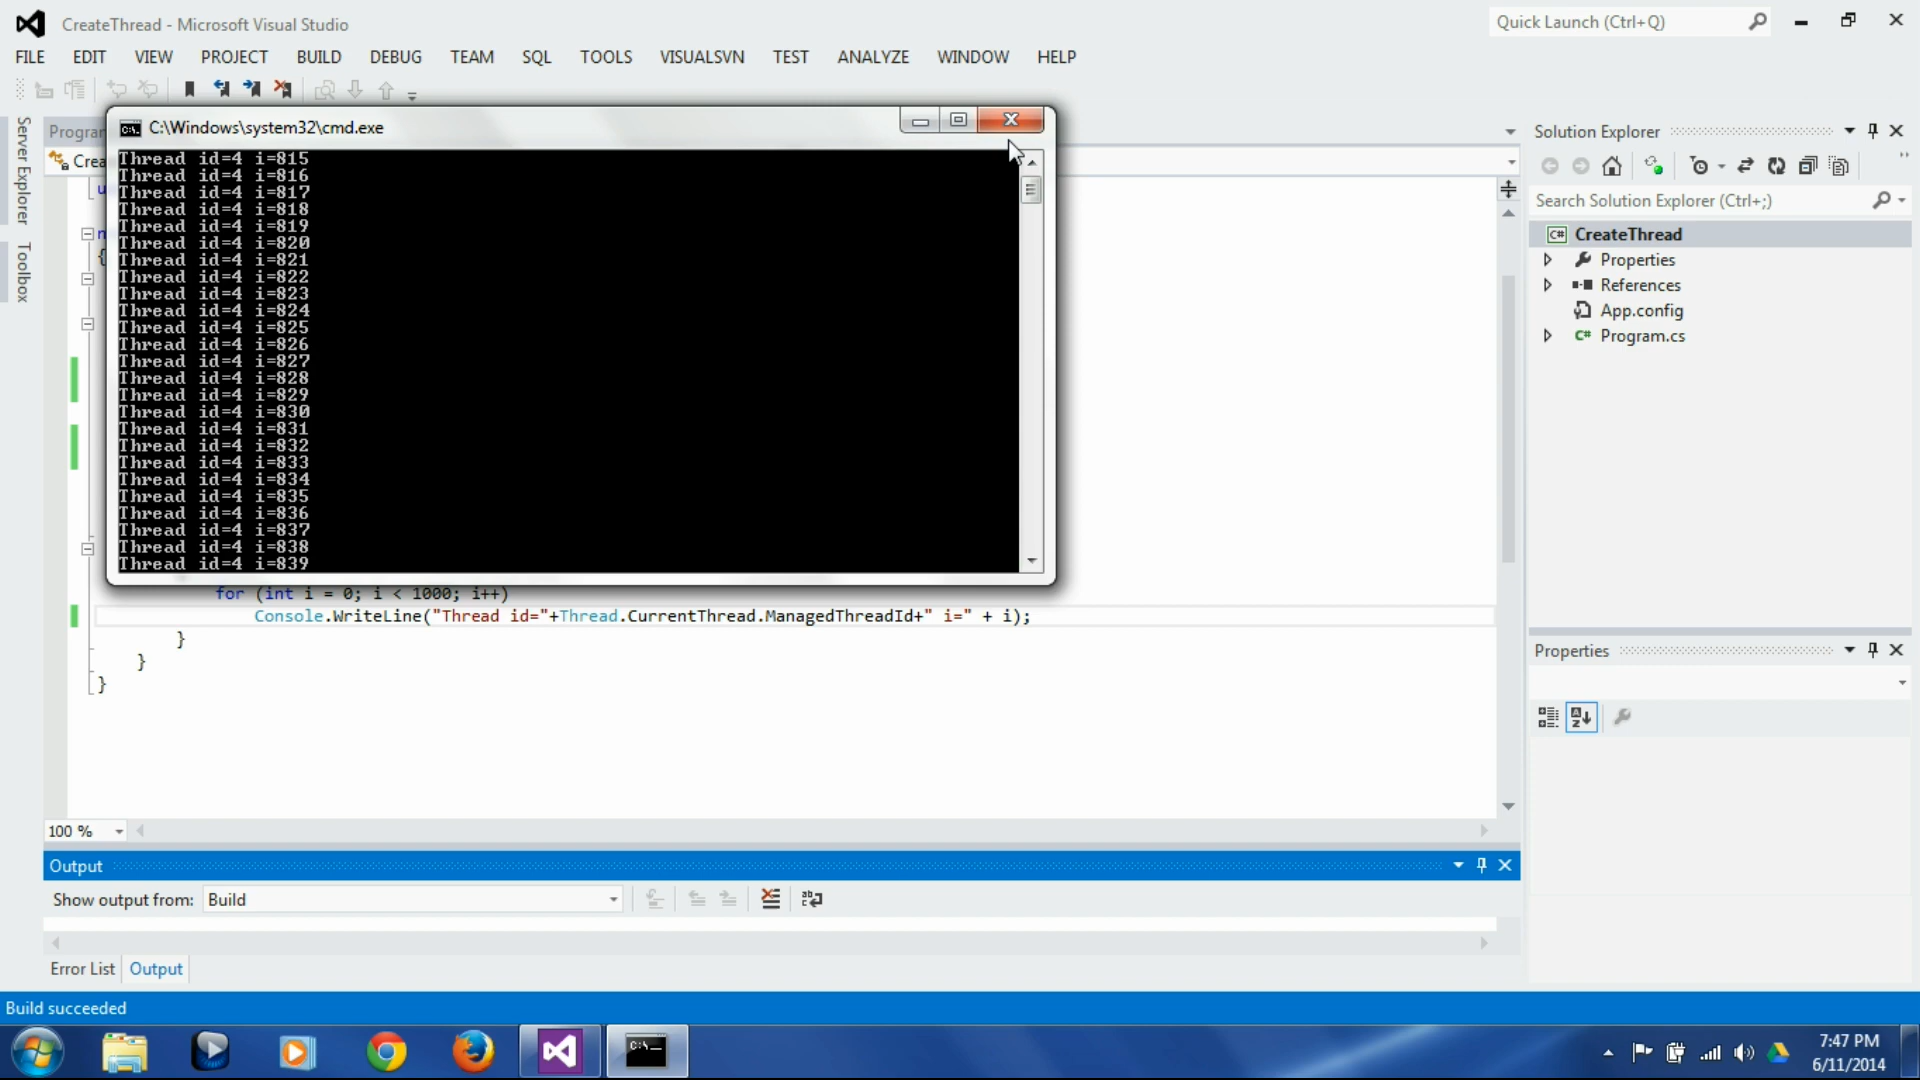 CreateThread - Microsoft Visual Studio
Quick Launch (Ctrl+Q)
FILE EDIT VIEW PROJECT BUILD DEBUG TEAM SQL TOOLS VISUALSVN TEST ANALYZE WINDOW HELP
Server Explorer
Toolbox
C:\Windows\system32\cmd.exe
Thread id=4 i=815
Thread id=4 i=816
Thread id=4 i=817
Thread id=4 i=818
Thread id=4 i=819
Thread id=4 i=820
Thread id=4 i=821
Thread id=4 i=822
Thread id=4 i=823
Thread id=4 i=824
Thread id=4 i=825
Thread id=4 i=826
Thread id=4 i=827
Thread id=4 i=828
Thread id=4 i=829
Thread id=4 i=830
Thread id=4 i=831
Thread id=4 i=832
Thread id=4 i=833
Thread id=4 i=834
Thread id=4 i=835
Thread id=4 i=836
Thread id=4 i=837
Thread id=4 i=838
Thread id=4 i=839
for (int i = 0; i < 1000; i++)
Console.WriteLine("Thread id="+Thread.CurrentThread.ManagedThreadId+" i=" + i);
}
}
}
100 %
Output
Show output from: Build
Error List Output
Solution Explorer
Search Solution Explorer (Ctrl+;)
C# CreateThread
Properties
References
App.config
C# Program.cs
Properties
Build succeeded
7:47 PM
6/11/2014